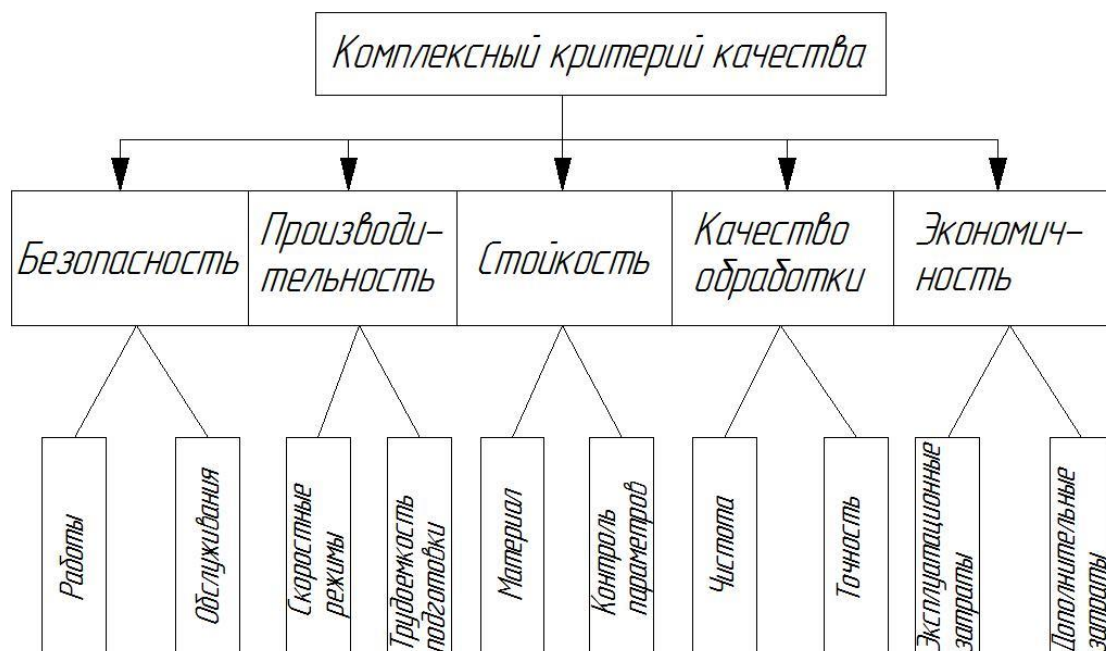 Комплексный критерий качества
Безопасность
Производи-
тельность
Стойкость
Качество
обработки
Экономич-
ность
Работы
Обслуживания
Скоростные
режимы
Трудоемкость
подготовки
Материал
Контроль
параметров
Чистота
Точность
Эксплуатационные
затраты
Дополнительные
затраты